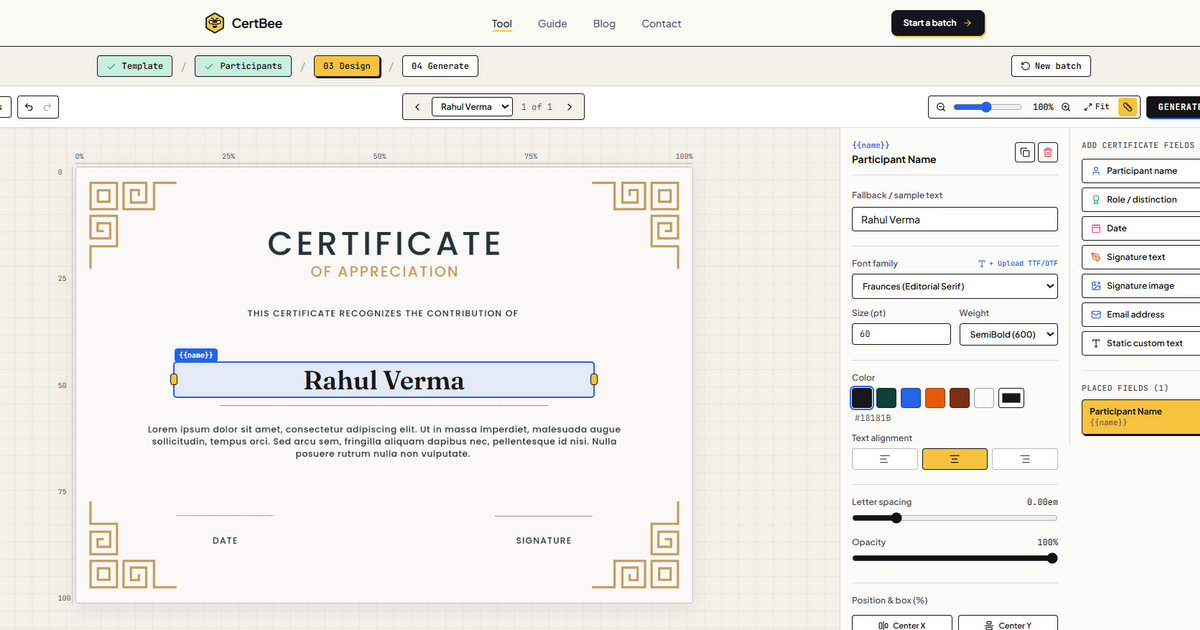 CertBee
Tool Guide Blog Contact
Start a batch →
✓ Template / ✓ Participants / 03 Design / 04 Generate
New batch
Rahul Verma 1 of 1
100% Fit
GENERATE
0% 25% 50% 75% 100%
0
25
50
75
100
CERTIFICATE
OF APPRECIATION
THIS CERTIFICATE RECOGNIZES THE CONTRIBUTION OF
{{name}}
Rahul Verma
Lorem ipsum dolor sit amet, consectetur adipiscing elit. Ut in massa imperdiet, malesuada augue
sollicitudin, tempus orci. Sed arcu sem, fringilla aliquam dapibus nec, pellentesque id nisi. Nulla
posuere rutrum nulla non vulputate.
DATE
SIGNATURE
{{name}}
Participant Name
Fallback / sample text
Rahul Verma
Font family + Upload TTF/OTF
Fraunces (Editorial Serif)
Size (pt) Weight
60 SemiBold (600)
Color
#18181B
Text alignment
Letter spacing 0.00em
Opacity 100%
Position & box (%)
Center X Center Y
ADD CERTIFICATE FIELDS
Participant name
Role / distinction
Date
Signature text
Signature image
Email address
Static custom text
PLACED FIELDS (1)
Participant Name
{{name}}